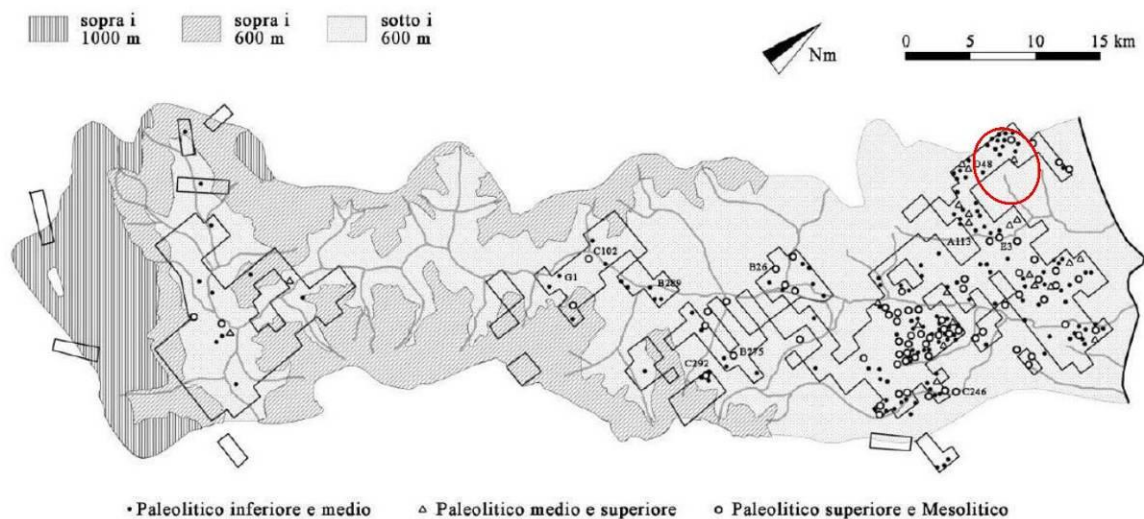 sopra i
1000 m
sopra i
600 m
sotto i
600 m
Nm
0 5 10 15 km
D48
A113
E3
C102
G1
B289
B26
B275
C292
C246
• Paleolitico inferiore e medio △ Paleolitico medio e superiore o Paleolitico superiore e Mesolitico